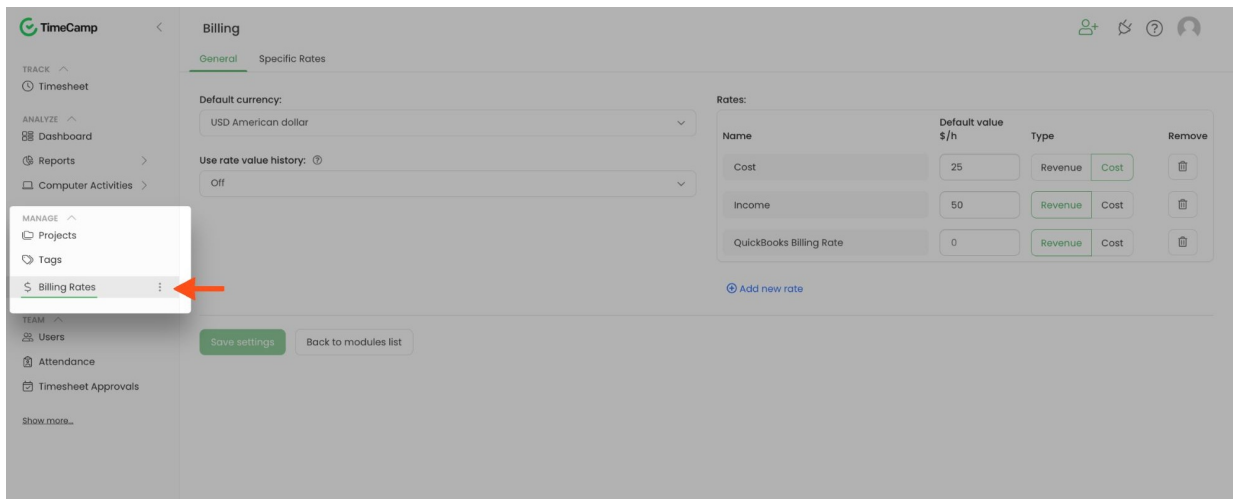 TimeCamp
TRACK
Timesheet
ANALYZE
Dashboard
Reports
Computer Activities
MANAGE
Projects
Tags
$ Billing Rates
TEAM
Users
Attendance
Timesheet Approvals
Show more...
Billing
General Specific Rates
Default currency:
USD American dollar
Use rate value history: ?
Off
Save settings Back to modules list
Rates:
Name Default value $/h Type Remove
Cost 25 Revenue Cost
Income 50 Revenue Cost
QuickBooks Billing Rate 0 Revenue Cost
Add new rate